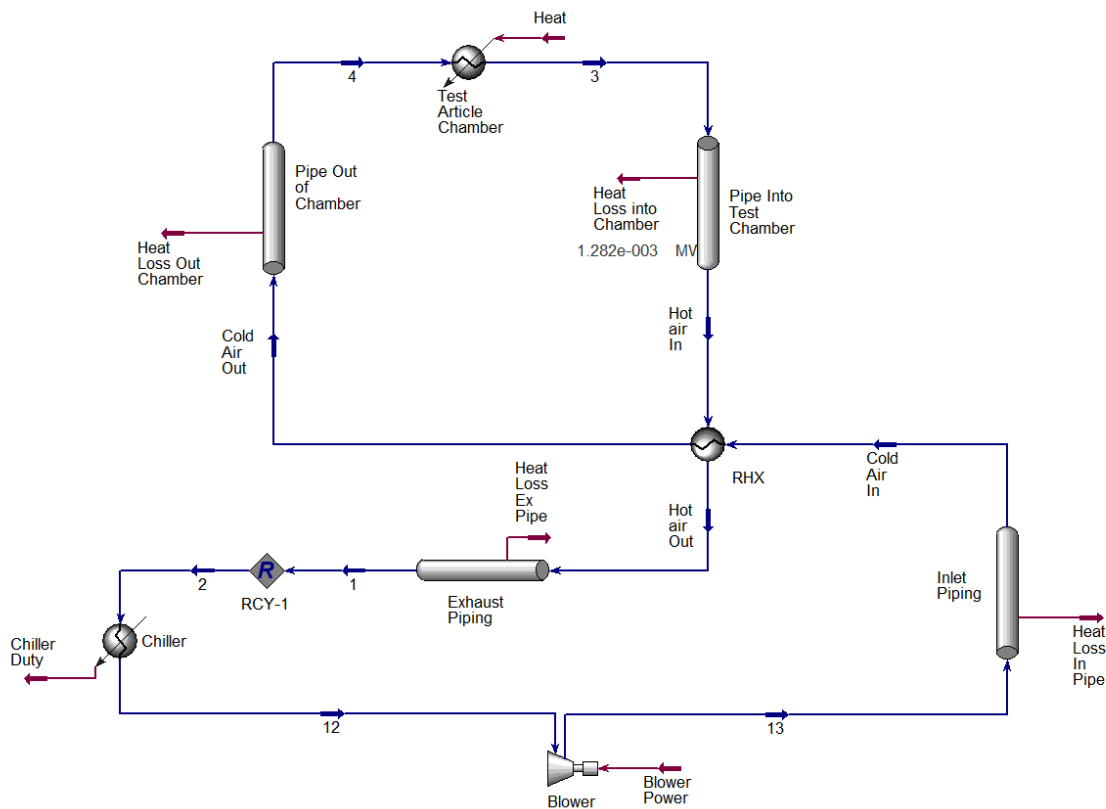 Heat
4
3
Test
Article
Chamber
Pipe Out
of
Chamber
Heat
Loss into
Chamber
Pipe Into
Test
Chamber
1.282e-003 MW
Heat
Loss Out
Chamber
Hot
air
In
Cold
Air
Out
Cold
Air
In
RHX
Heat
Loss
Ex
Pipe
Hot
air
Out
R
2
1
RCY-1
Exhaust
Piping
Inlet
Piping
Chiller
Chiller
Duty
Heat
Loss
In
Pipe
12
13
Blower
Blower
Power